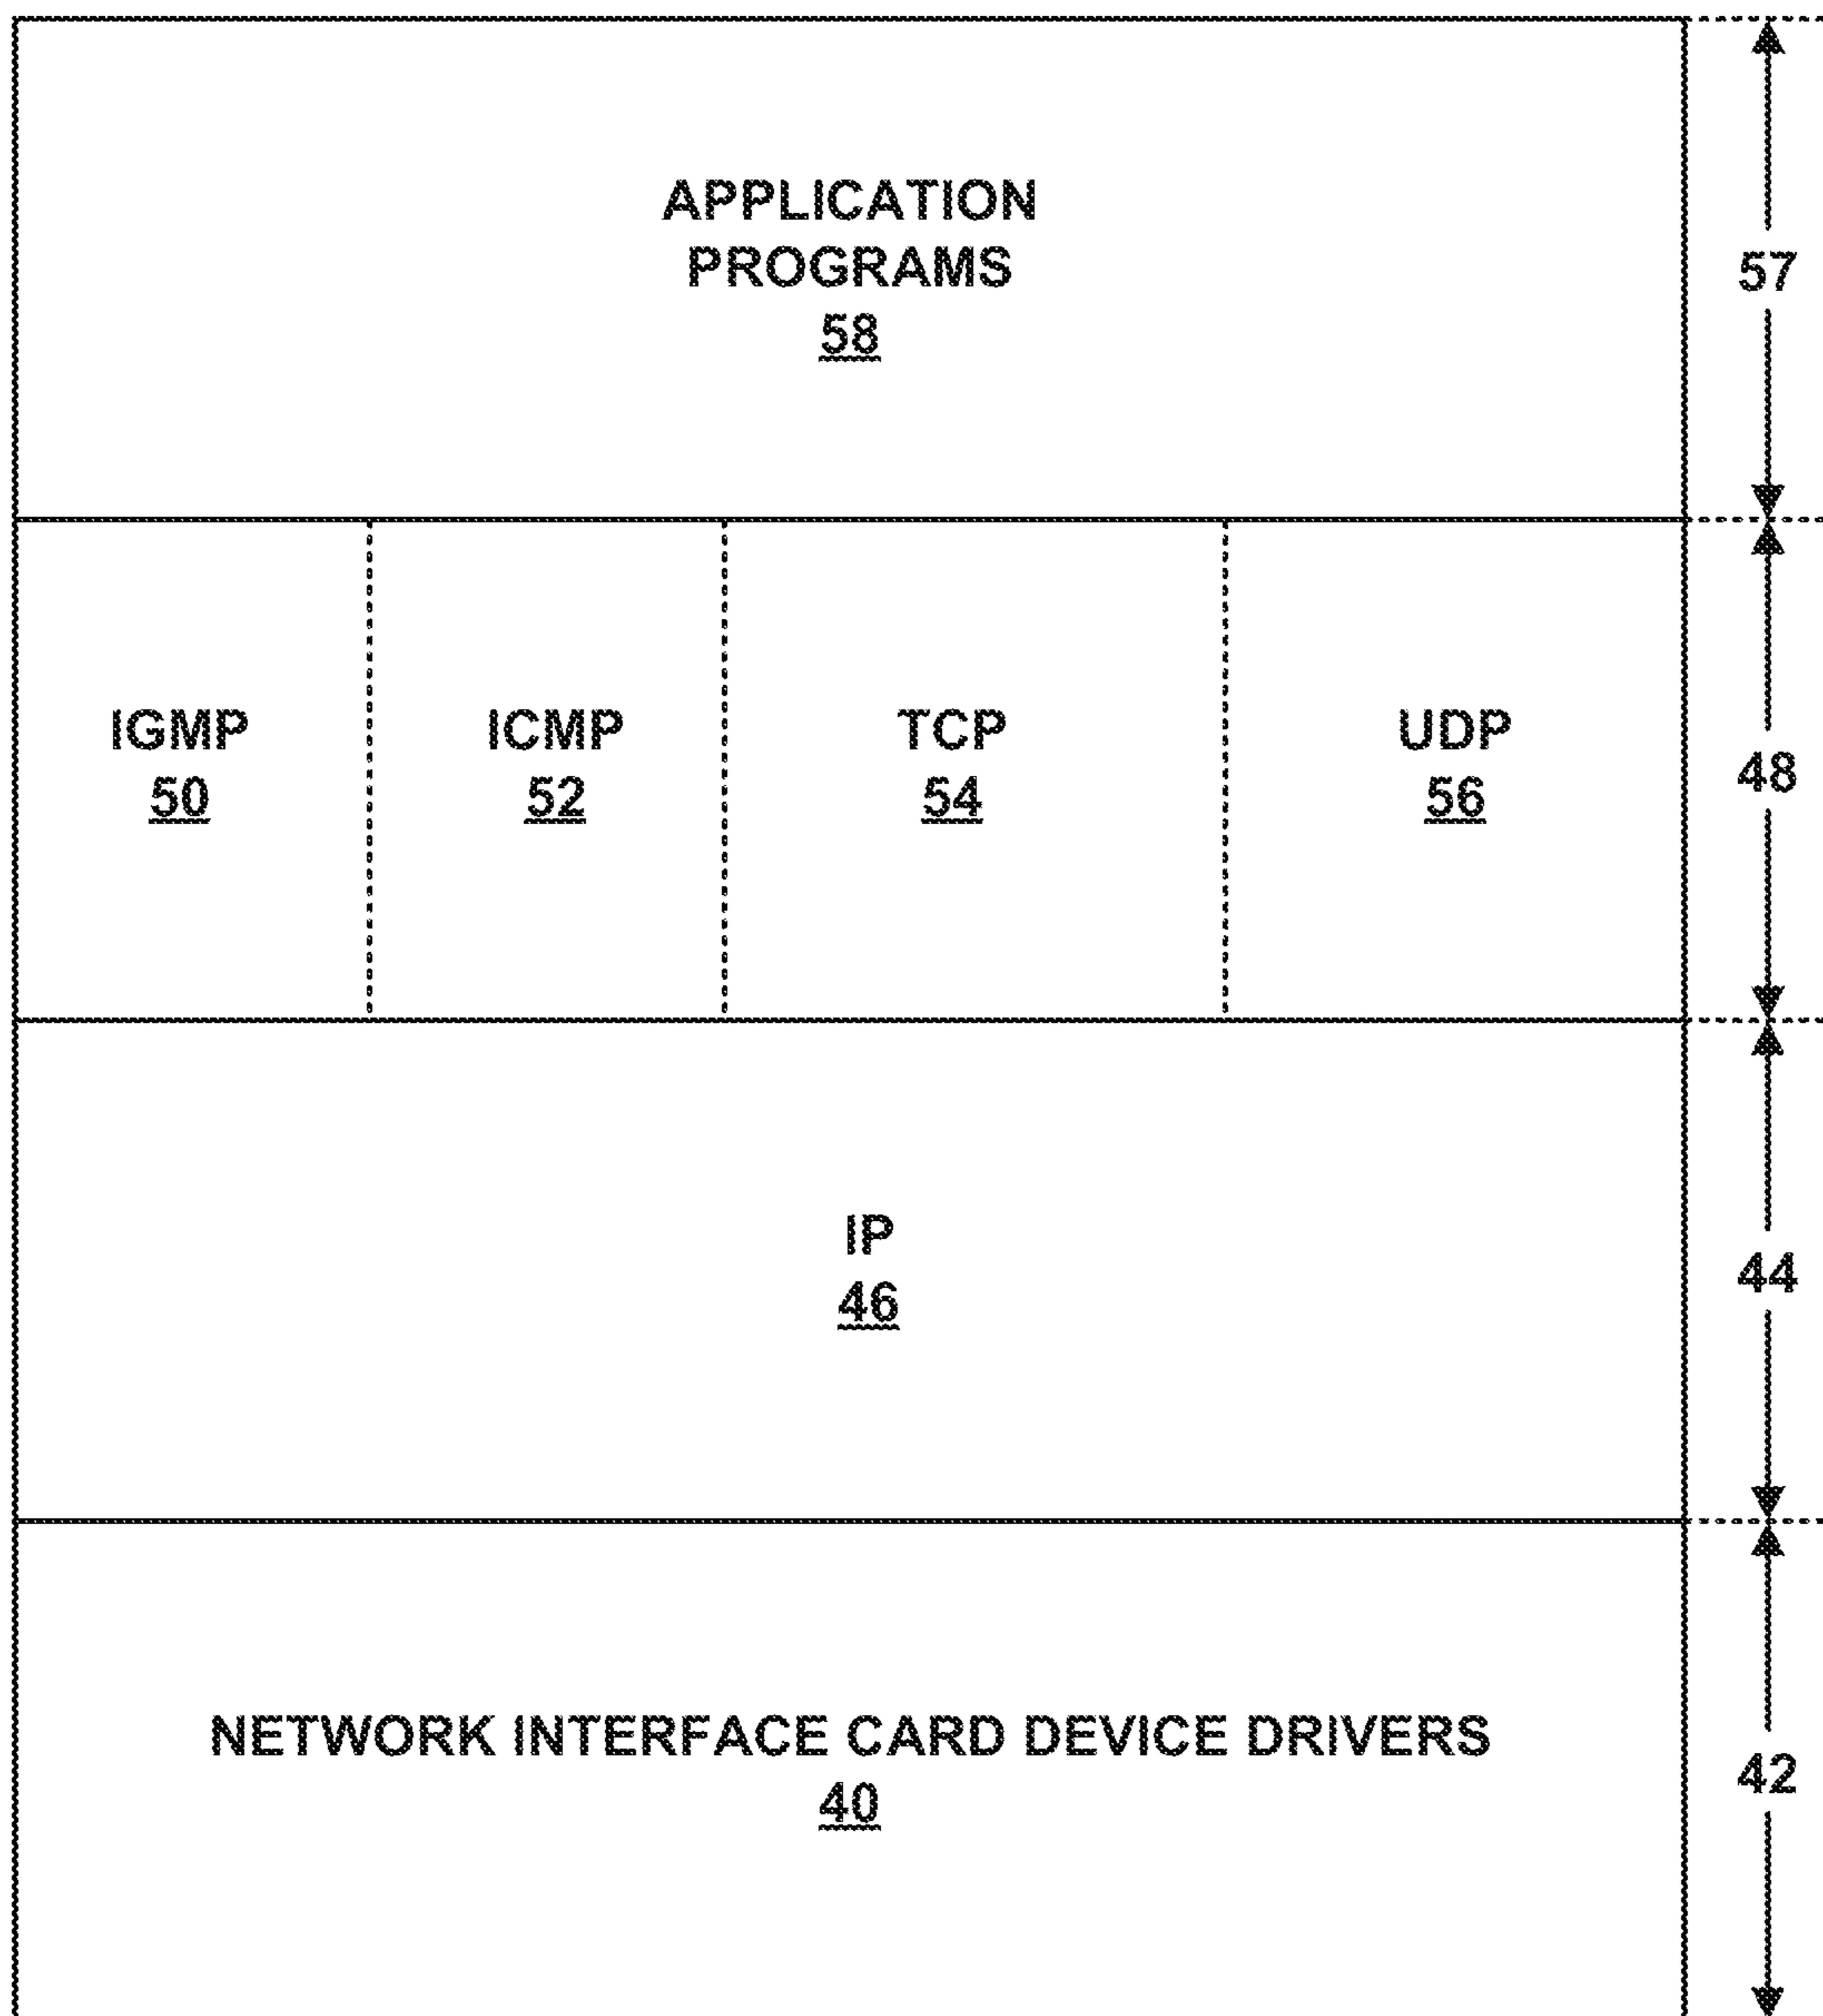 APPLICATION
PROGRAMS
58
57
IGMP
50
ICMP
52
TCP
54
UDP
56
48
IP
46
44
NETWORK INTERFACE CARD DEVICE DRIVERS
40
42